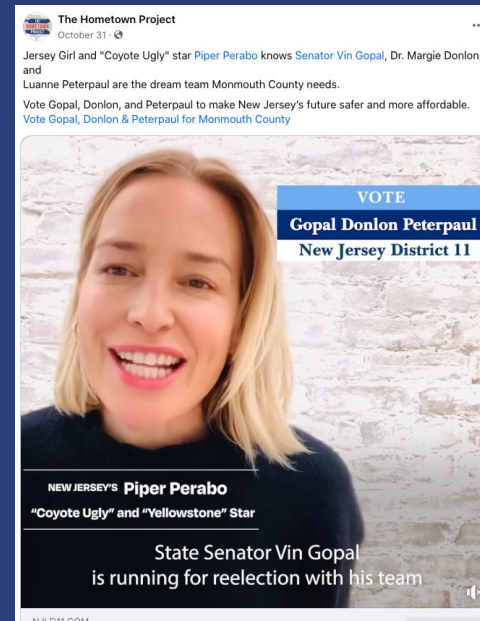 The Hometown Project
October 31
Jersey Girl and "Coyote Ugly" star Piper Perabo knows Senator Vin Gopal, Dr. Margie Donlon,
and
Luanne Peterpaul are the dream team Monmouth County needs.
Vote Gopal, Donlon, and Peterpaul to make New Jersey's future safer and more affordable.
Vote Gopal, Donlon & Peterpaul for Monmouth County
VOTE
Gopal Donlon Peterpaul
New Jersey District 11
NEW JERSEY'S Piper Perabo
"Coyote Ugly" and "Yellowstone" Star
State Senator Vin Gopal
is running for reelection with his team